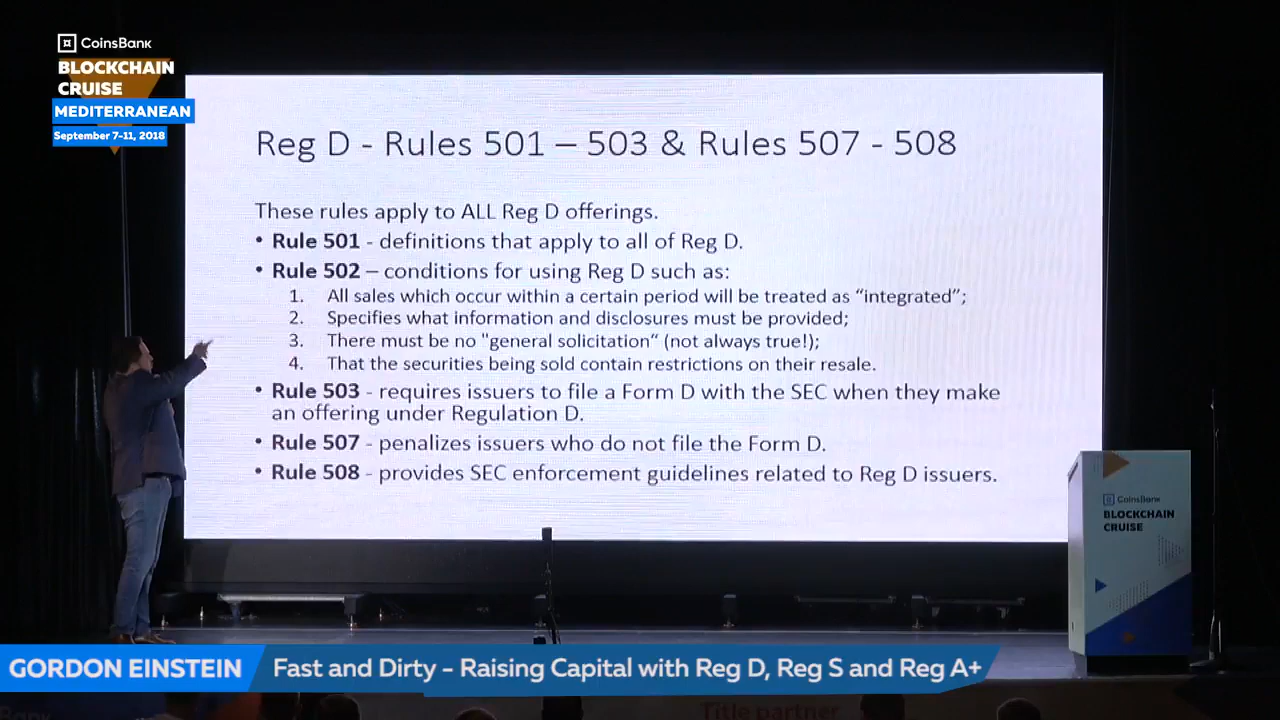 CoinsBank
BLOCKCHAIN
CRUISE
MEDITERRANEAN
September 7-11, 2018
Reg D - Rules 501 – 503 & Rules 507 - 508
These rules apply to ALL Reg D offerings.
• Rule 501 - definitions that apply to all of Reg D.
• Rule 502 – conditions for using Reg D such as:
1. All sales which occur within a certain period will be treated as “integrated”;
2. Specifies what information and disclosures must be provided;
3. There must be no "general solicitation“ (not always true!);
4. That the securities being sold contain restrictions on their resale.
• Rule 503 - requires issuers to file a Form D with the SEC when they make
an offering under Regulation D.
• Rule 507 - penalizes issuers who do not file the Form D.
• Rule 508 - provides SEC enforcement guidelines related to Reg D issuers.
CoinsBank
BLOCKCHAIN
CRUISE
GORDON EINSTEIN
Fast and Dirty – Raising Capital with Reg D, Reg S and Reg A+
Bank
Title partner